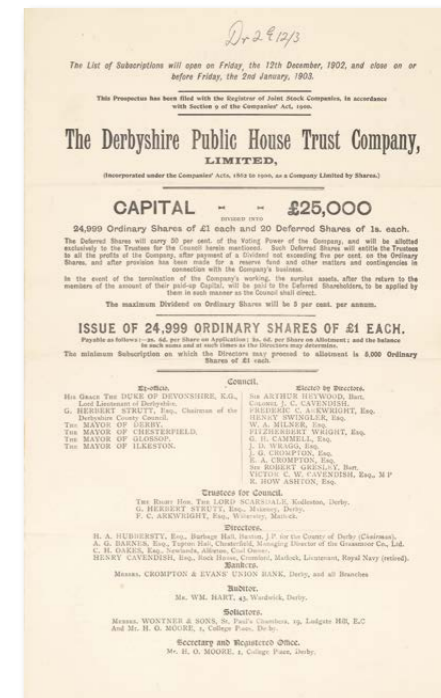 The List of Subscriptions will open on Friday, the 12th December, 1902, and close on or
before Friday, the 2nd January, 1903.
This Prospectus has been filed with the Registrar of Joint Stock Companies, in accordance
with Section 9 of the Companies' Act, 1900.
The Derbyshire Public House Trust Company,
LIMITED,
(Incorporated under the Companies' Acts, 1862 to 1900, as a Company Limited by Shares.)
CAPITAL - - £25,000
DIVIDED INTO
24,999 Ordinary Shares of £1 each and 20 Deferred Shares of 1s. each.
The Deferred Shares will carry 50 per cent. of the Voting Power of the Company, and will be allotted
exclusively to the Trustees for the Council herein mentioned. Such Deferred Shares will entitle the Trustees
to all the profits of the Company, after payment of a Dividend not exceeding five per cent. on the Ordinary
Shares, and after provision has been made for a reserve fund and other matters and contingencies in
connection with the Company's business.
In the event of the termination of the Company's working, the surplus assets, after the return to the
members of the amount of their paid-up Capital, will be paid to the Deferred Shareholders, to be applied by
them in such manner as the Council shall direct.
The maximum Dividend on Ordinary Shares will be 5 per cent. per annum.
ISSUE OF 24,999 ORDINARY SHARES OF £1 EACH.
Payable as follows:—2s. 6d. per Share on Application; 2s. 6d. per Share on Allotment; and the balance
in such sums and at such times as the Directors may determine.
The minimum Subscription on which the Directors may proceed to allotment is 5,000 Ordinary
Shares of £1 each.
Council.
Ex-officio.
HIS GRACE THE DUKE OF DEVONSHIRE, K.G.,
Lord Lieutenant of Derbyshire.
G. HERBERT STRUTT, Esq., Chairman of the
Derbyshire County Council.
THE MAYOR OF DERBY.
THE MAYOR OF CHESTERFIELD.
THE MAYOR OF GLOSSOP.
THE MAYOR OF ILKESTON.
Elected by Directors.
SIR ARTHUR HEYWOOD, Bart.
COLONEL J. C. CAVENDISH.
FREDERIC C. ARKWRIGHT, Esq.
HENRY SWINGLER, Esq.
W. A. MILNER, Esq.
FITZHERBERT WRIGHT, Esq.
G. H. CAMMELL, Esq.
J. D. WRAGG, Esq.
J. G. CROMPTON, Esq.
E. A. CROMPTON, Esq.
SIR ROBERT GRESLEY, Bart.
VICTOR C. W. CAVENDISH, Esq., M P
R. HOW ASHTON, Esq.
Trustees for Council.
THE RIGHT HON. THE LORD SCARSDALE, Kedleston, Derby.
G. HERBERT STRUTT, Esq., Makeney, Derby.
F. C. ARKWRIGHT, Esq., Willersley, Matlock.
Directors.
H. A. HUBBERSTY, Esq., Burbage Hall, Buxton, J.P. for the County of Derby (Chairman).
A. G. BARNES, Esq., Tapton Hall, Chesterfield, Managing Director of the Grassmoor Co., Ltd.
C. H. OAKES, Esq., Newlands, Alfreton, Coal Owner.
HENRY CAVENDISH, Esq., Rock House, Cromford, Matlock, Lieutenant, Royal Navy (retired).
Bankers.
MESSRS. CROMPTON & EVANS' UNION BANK, Derby, and all Branches
Auditor.
Mr. WM. HART, 43, Wardwick, Derby.
Solicitors.
MESSRS. WONTNER & SONS, St. Paul's Chambers, 19, Ludgate Hill, E.C
And Mr. H. O. MOORE, 1, College Place, Derby.
Secretary and Registered Office.
Mr. H. O. MOORE, 1, College Place, Derby.